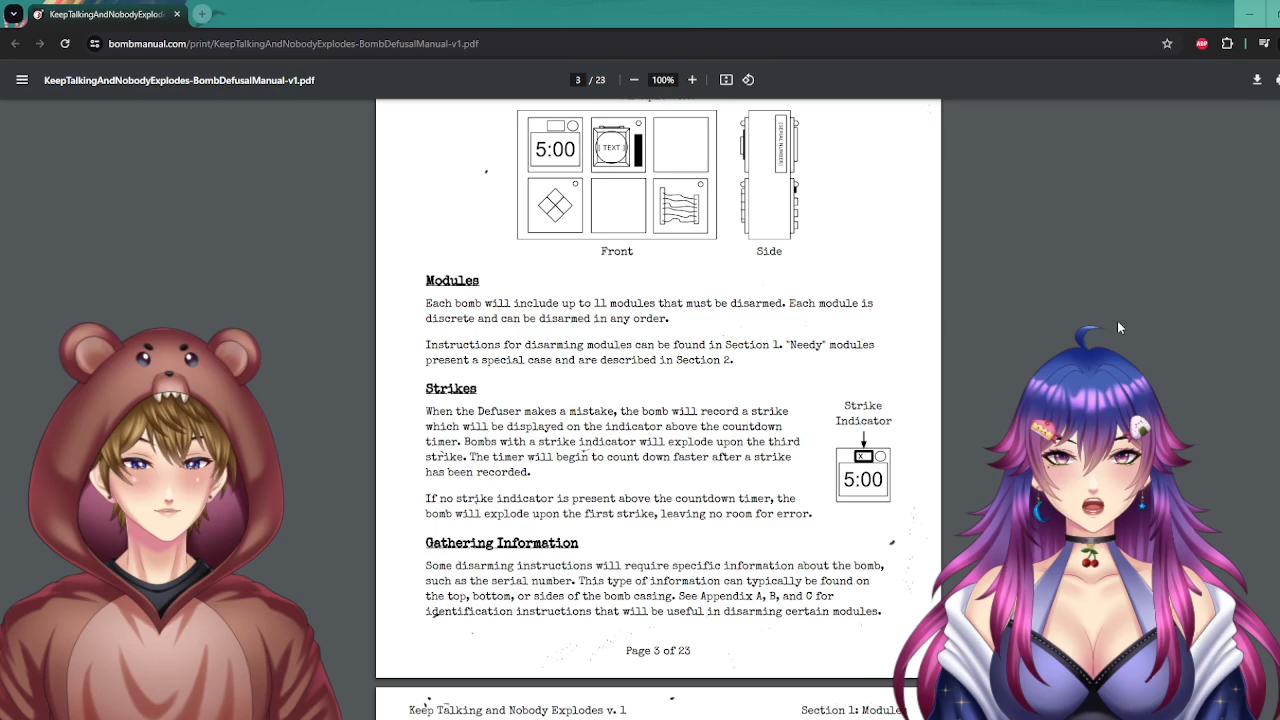 KeepTalkingAndNobodyExplodes-
bombmanual.com/print/KeepTalkingAndNobodyExplodes-BombDefusalManual-v1.pdf
ABP
KeepTalkingAndNobodyExplodes-BombDefusalManual-v1.pdf
3 / 23
100%
5:00
TEXT
[SERIAL NUMBER]
Front
Side
Modules
Each bomb will include up to 11 modules that must be disarmed. Each module is
discrete and can be disarmed in any order.
Instructions for disarming modules can be found in Section 1. "Needy" modules
present a special case and are described in Section 2.
Strikes
When the Defuser makes a mistake, the bomb will record a strike
which will be displayed on the indicator above the countdown
timer. Bombs with a strike indicator will explode upon the third
strike. The timer will begin to count down faster after a strike
has been recorded.
If no strike indicator is present above the countdown timer, the
bomb will explode upon the first strike, leaving no room for error.
Strike
Indicator
X
5:00
Gathering Information
Some disarming instructions will require specific information about the bomb,
such as the serial number. This type of information can typically be found on
the top, bottom, or sides of the bomb casing. See Appendix A, B, and C for
identification instructions that will be useful in disarming certain modules.
Page 3 of 23
Keep Talking and Nobody Explodes v. 1
Section 1: Modules